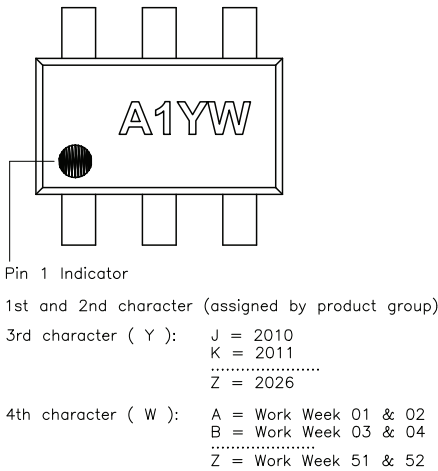 A1YW
Pin 1 Indicator
1st and 2nd character (assigned by product group)
3rd character ( Y ): J = 2010
K = 2011
......................
Z = 2026
4th character ( W ): A = Work Week 01 & 02
B = Work Week 03 & 04
.....................
Z = Work Week 51 & 52